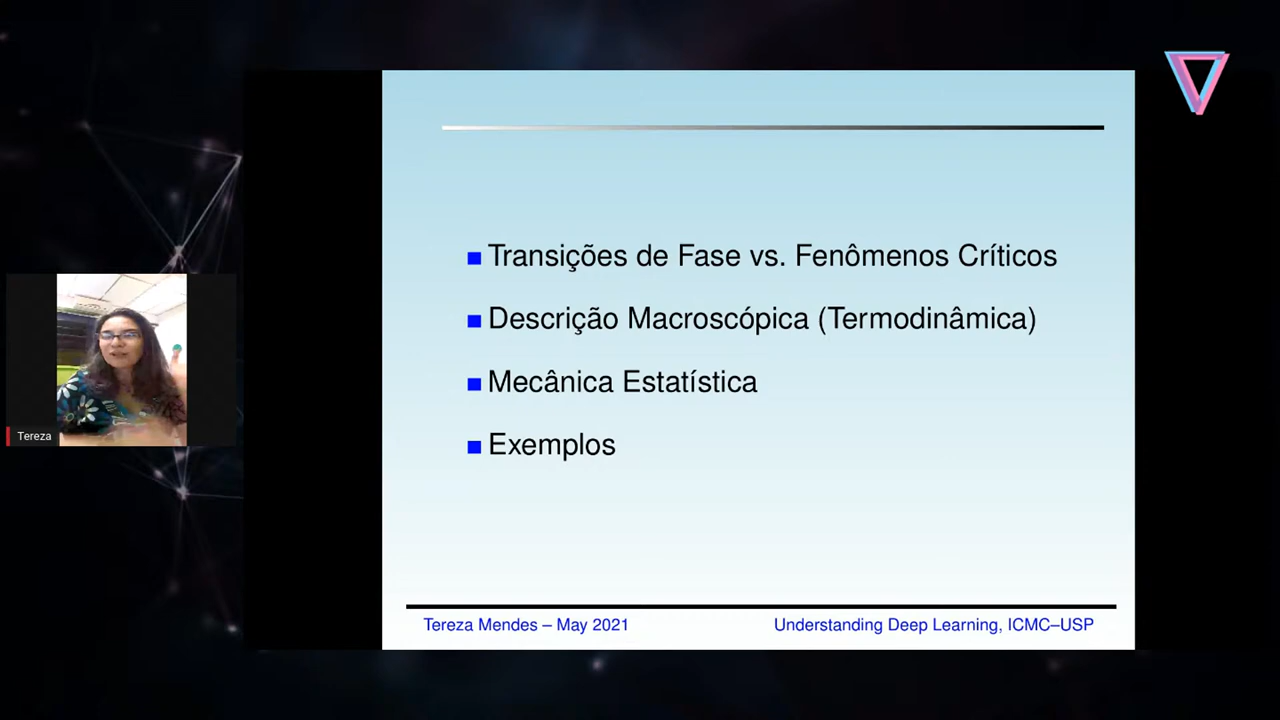 Transições de Fase vs. Fenômenos Críticos
Descrição Macroscópica (Termodinâmica)
Mecânica Estatística
Exemplos
Tereza
Tereza Mendes – May 2021
Understanding Deep Learning, ICMC–USP